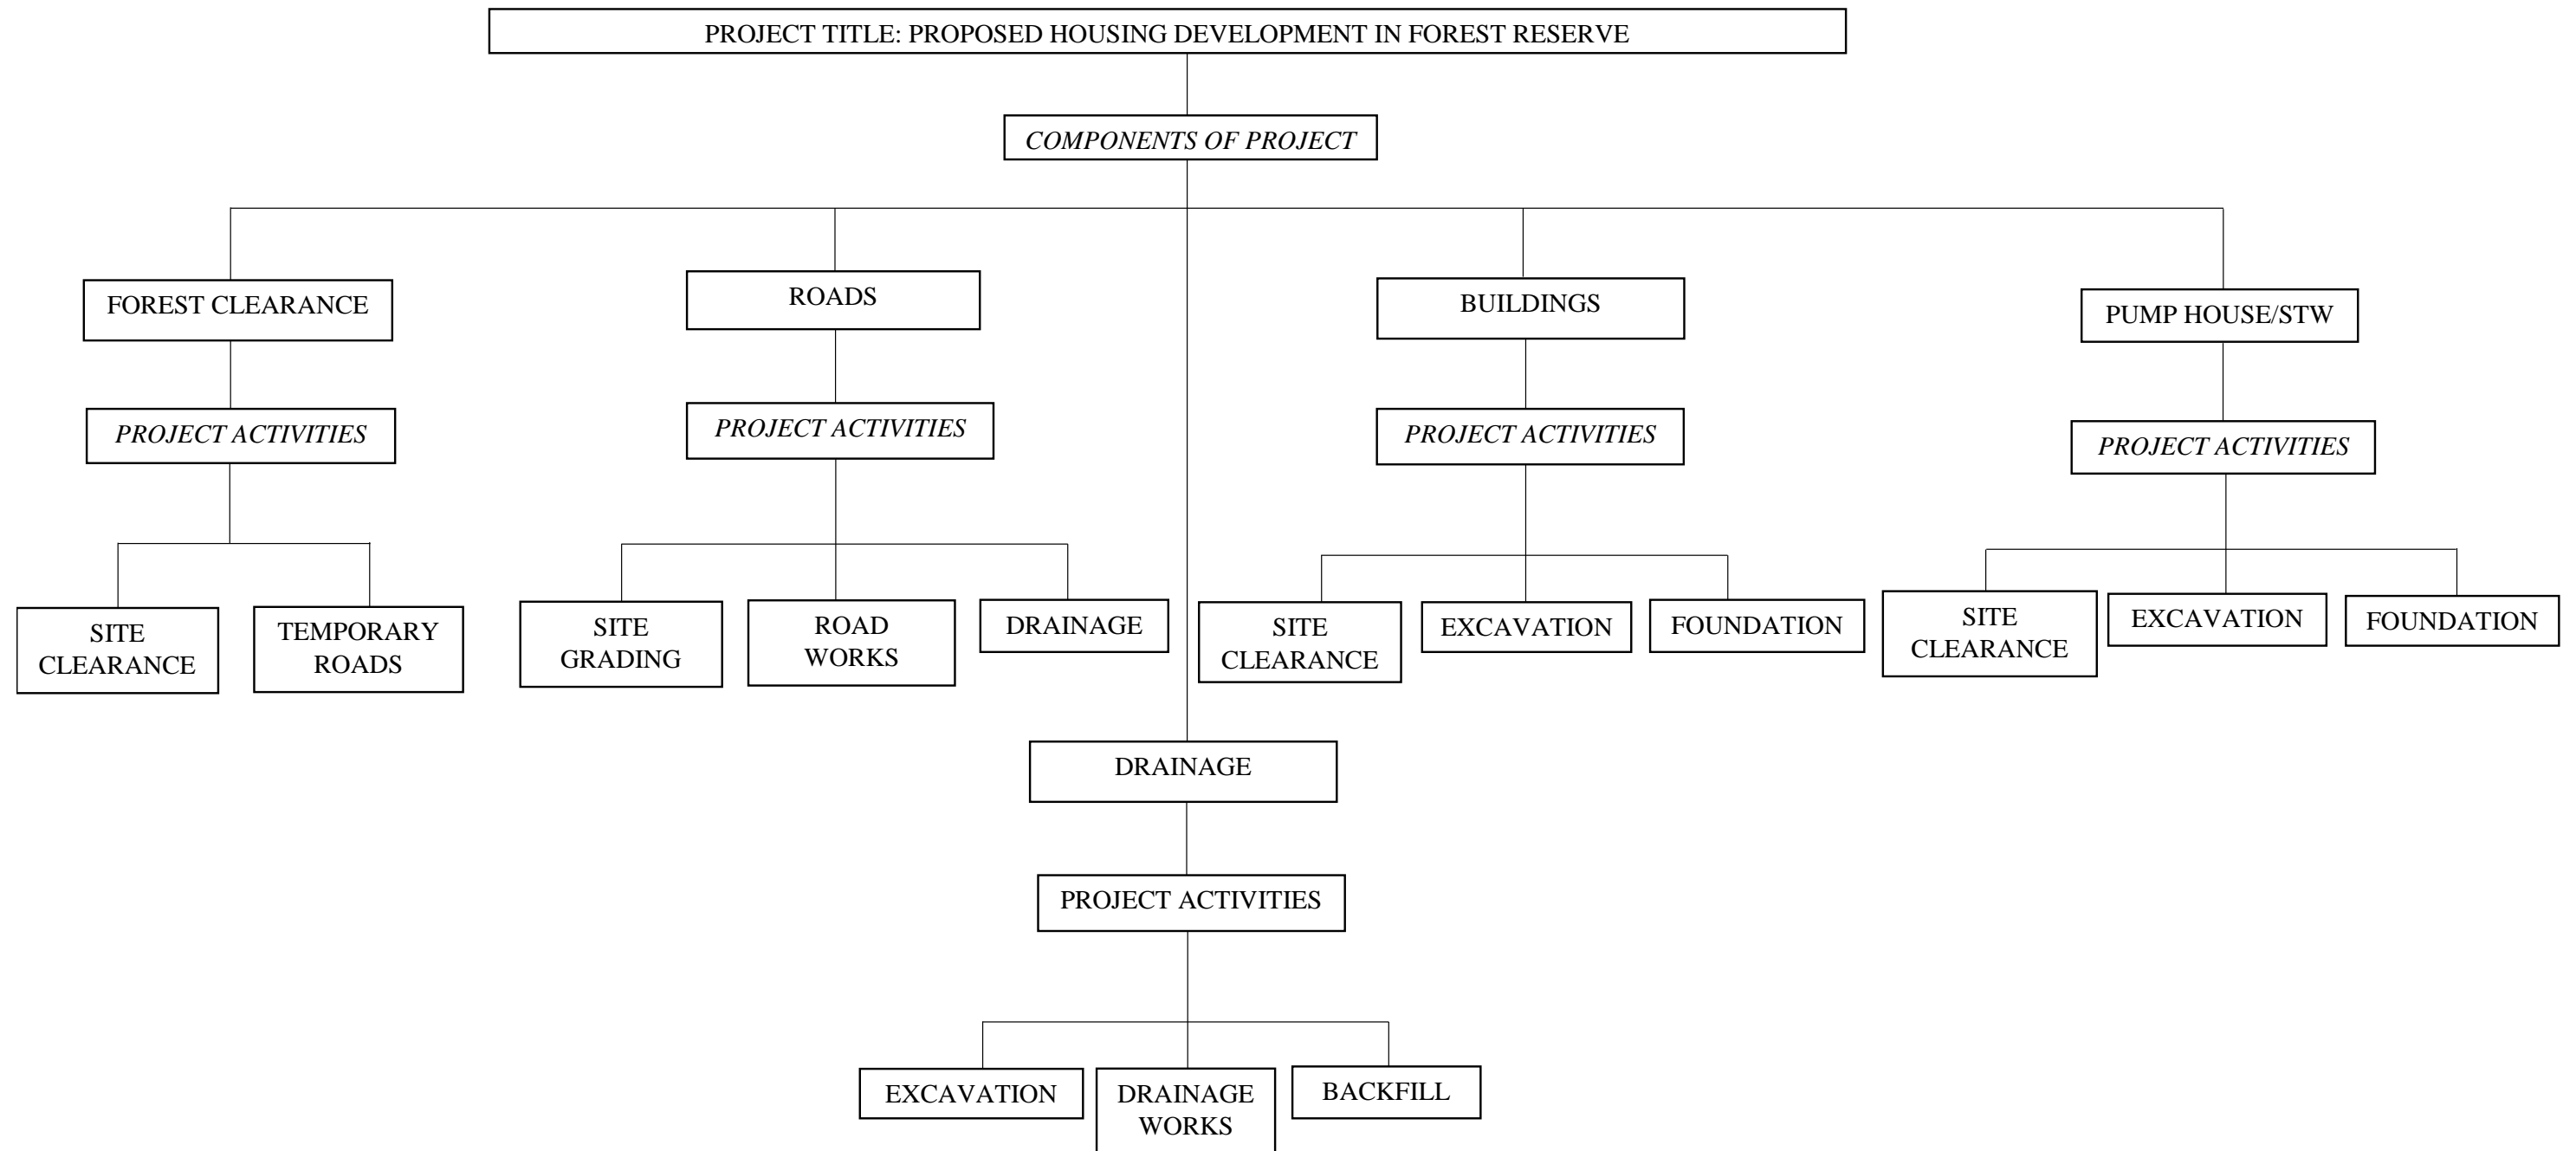 PROJECT TITLE: PROPOSED HOUSING DEVELOPMENT IN FOREST RESERVE
COMPONENTS OF PROJECT
FOREST CLEARANCE
ROADS
BUILDINGS
PUMP HOUSE/STW
PROJECT ACTIVITIES
PROJECT ACTIVITIES
PROJECT ACTIVITIES
PROJECT ACTIVITIES
SITE
CLEARANCE
TEMPORARY
ROADS
SITE
GRADING
ROAD
WORKS
DRAINAGE
SITE
CLEARANCE
EXCAVATION
FOUNDATION
SITE
CLEARANCE
EXCAVATION
FOUNDATION
DRAINAGE
PROJECT ACTIVITIES
EXCAVATION
DRAINAGE
WORKS
BACKFILL